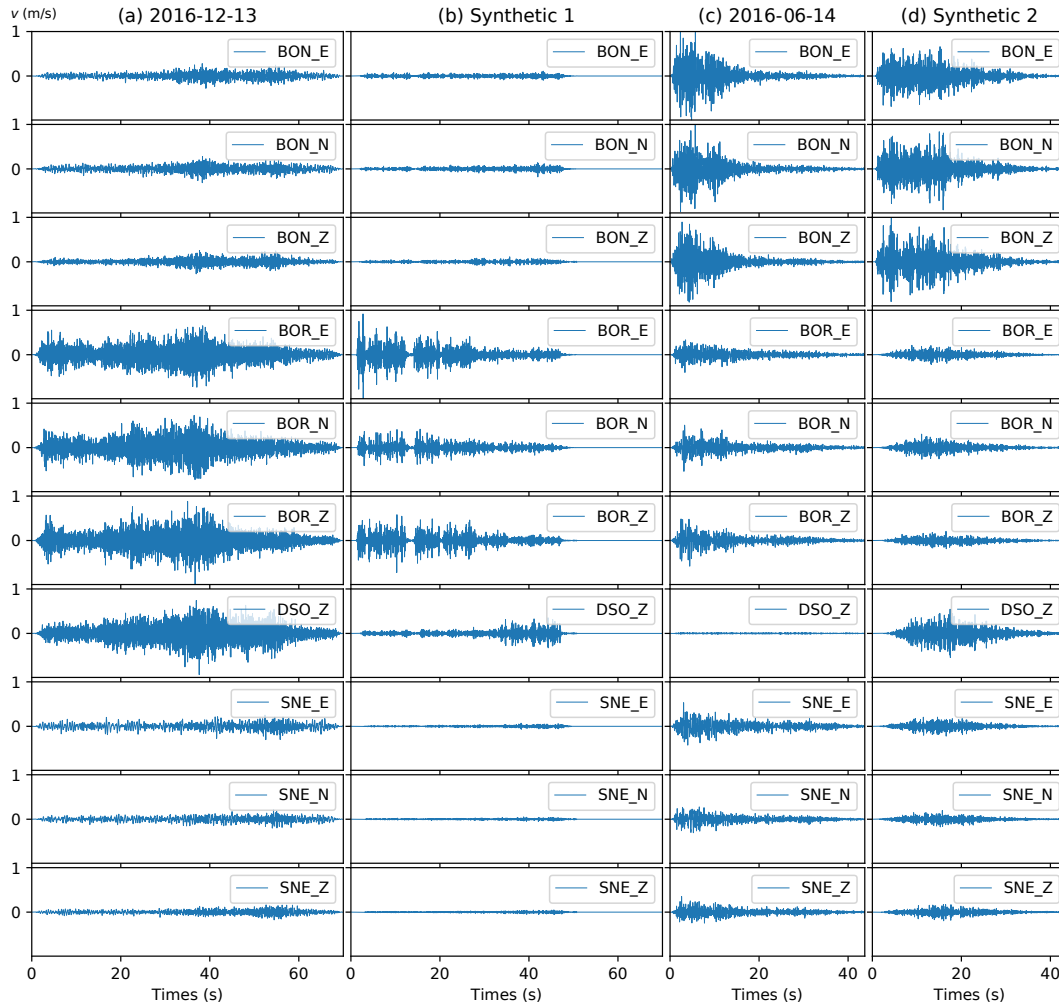 v (m/s) (a) 2016-12-13 (b) Synthetic 1 (c) 2016-06-14 (d) Synthetic 2
0 BON_E BON_E BON_E BON_E
1
0 BON_N BON_N BON_N BON_N
1
0 BON_Z BON_Z BON_Z BON_Z
1
0 BOR_E BOR_E BOR_E BOR_E
1
0 BOR_N BOR_N BOR_N BOR_N
1
0 BOR_Z BOR_Z BOR_Z BOR_Z
1
0 DSO_Z DSO_Z DSO_Z DSO_Z
1
0 SNE_E SNE_E SNE_E SNE_E
1
0 SNE_N SNE_N SNE_N SNE_N
1
0 SNE_Z SNE_Z SNE_Z SNE_Z
0 20 40 60 0 20 40 60 0 20 40 0 20 40
Times (s) Times (s) Times (s) Times (s)